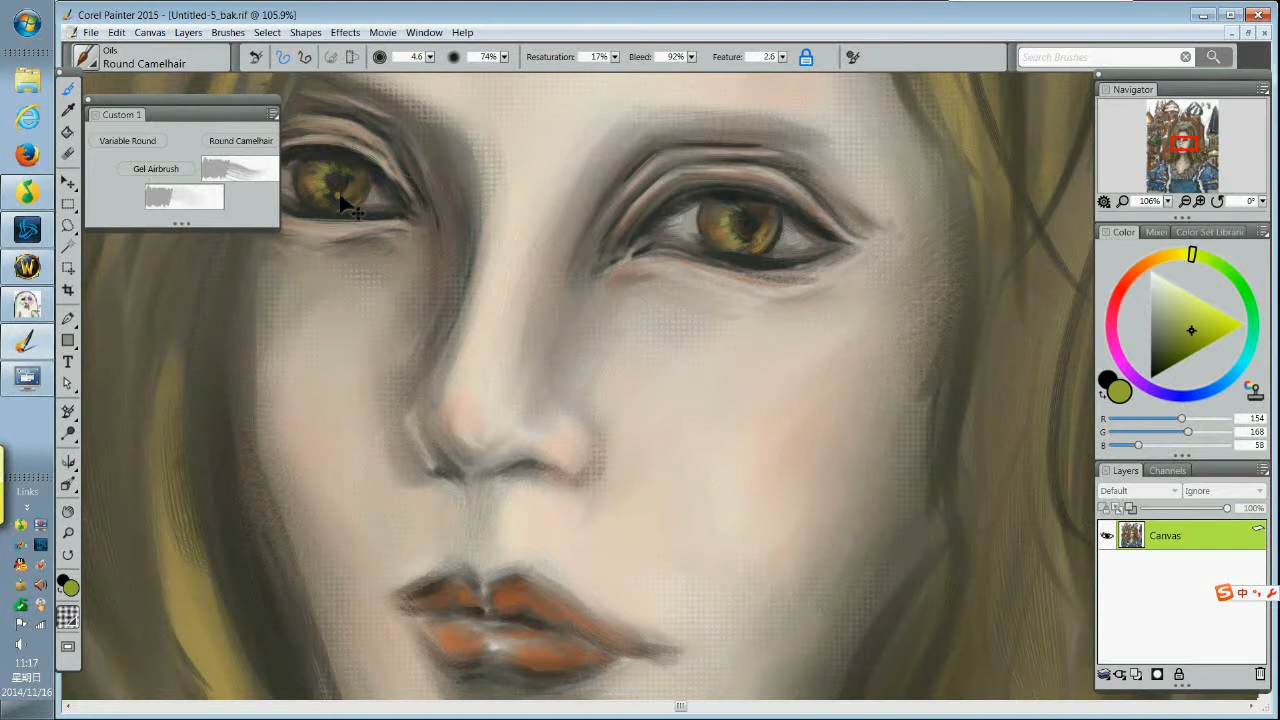 Corel Painter 2015 - [Untitled-5_bak.rif @ 105.9%]
File Edit Canvas Layers Brushes Select Shapes Effects Movie Window Help
Oils
Round Camelhair
4.6 74% Resaturation: 17% Bleed: 92% Feature: 2.6
Search Brushes
Custom 1
Variable Round Round Camelhair
Gel Airbrush
Navigator
106% 0°
Color Mixer Color Set Librari
R 154
G 168
B 58
Layers Channels
Default Ignore
100%
Canvas
中
Links
11:17
星期日
2014/11/16